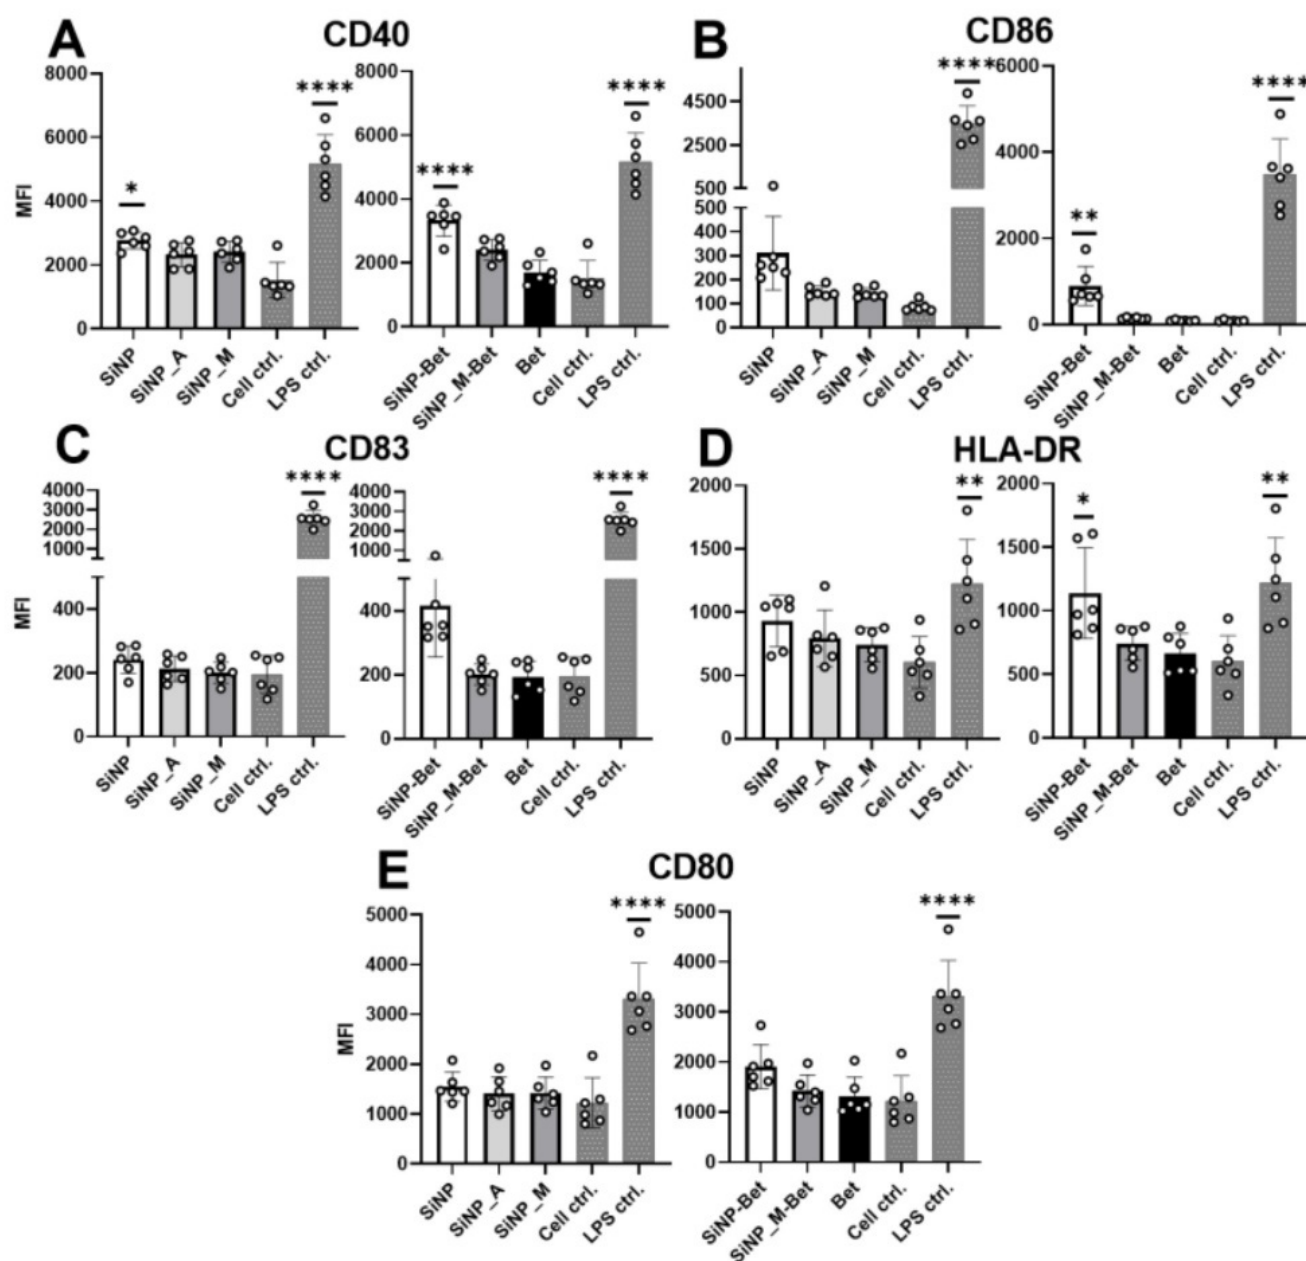 A CD40
MFI
8000
6000
4000
2000
0
*
****
SiNP
SiNP_A
SiNP_M
Cell ctrl.
LPS ctrl.
8000
6000
4000
2000
0
****
****
SiNP-Bet
SiNP_M-Bet
Bet
Cell ctrl.
LPS ctrl.
B CD86
4500
2500
500
500
400
300
200
100
0
****
SiNP
SiNP_A
SiNP_M
Cell ctrl.
LPS ctrl.
6000
4000
2000
0
**
****
SiNP-Bet
SiNP_M-Bet
Bet
Cell ctrl.
LPS ctrl.
C CD83
MFI
4000
3000
2000
1000
400
200
0
****
SiNP
SiNP_A
SiNP_M
Cell ctrl.
LPS ctrl.
4000
3000
2000
1000
400
200
0
****
SiNP-Bet
SiNP_M-Bet
Bet
Cell ctrl.
LPS ctrl.
D HLA-DR
2000
1500
1000
500
0
**
SiNP
SiNP_A
SiNP_M
Cell ctrl.
LPS ctrl.
2000
1500
1000
500
0
*
**
SiNP-Bet
SiNP_M-Bet
Bet
Cell ctrl.
LPS ctrl.
E CD80
MFI
5000
4000
3000
2000
1000
0
****
SiNP
SiNP_A
SiNP_M
Cell ctrl.
LPS ctrl.
5000
4000
3000
2000
1000
0
****
SiNP-Bet
SiNP_M-Bet
Bet
Cell ctrl.
LPS ctrl.